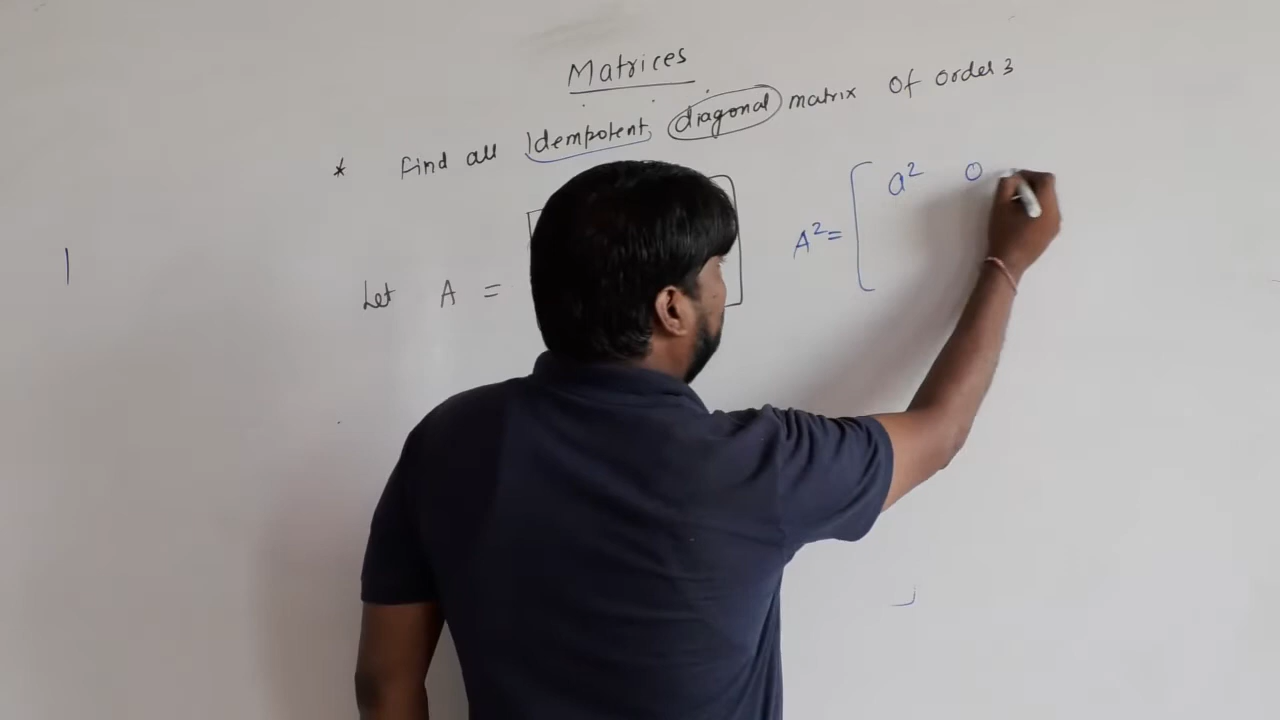 Matrices
* Find all Idempotent, diagonal matrix of order 3
Let A =
A² = [ a² 0